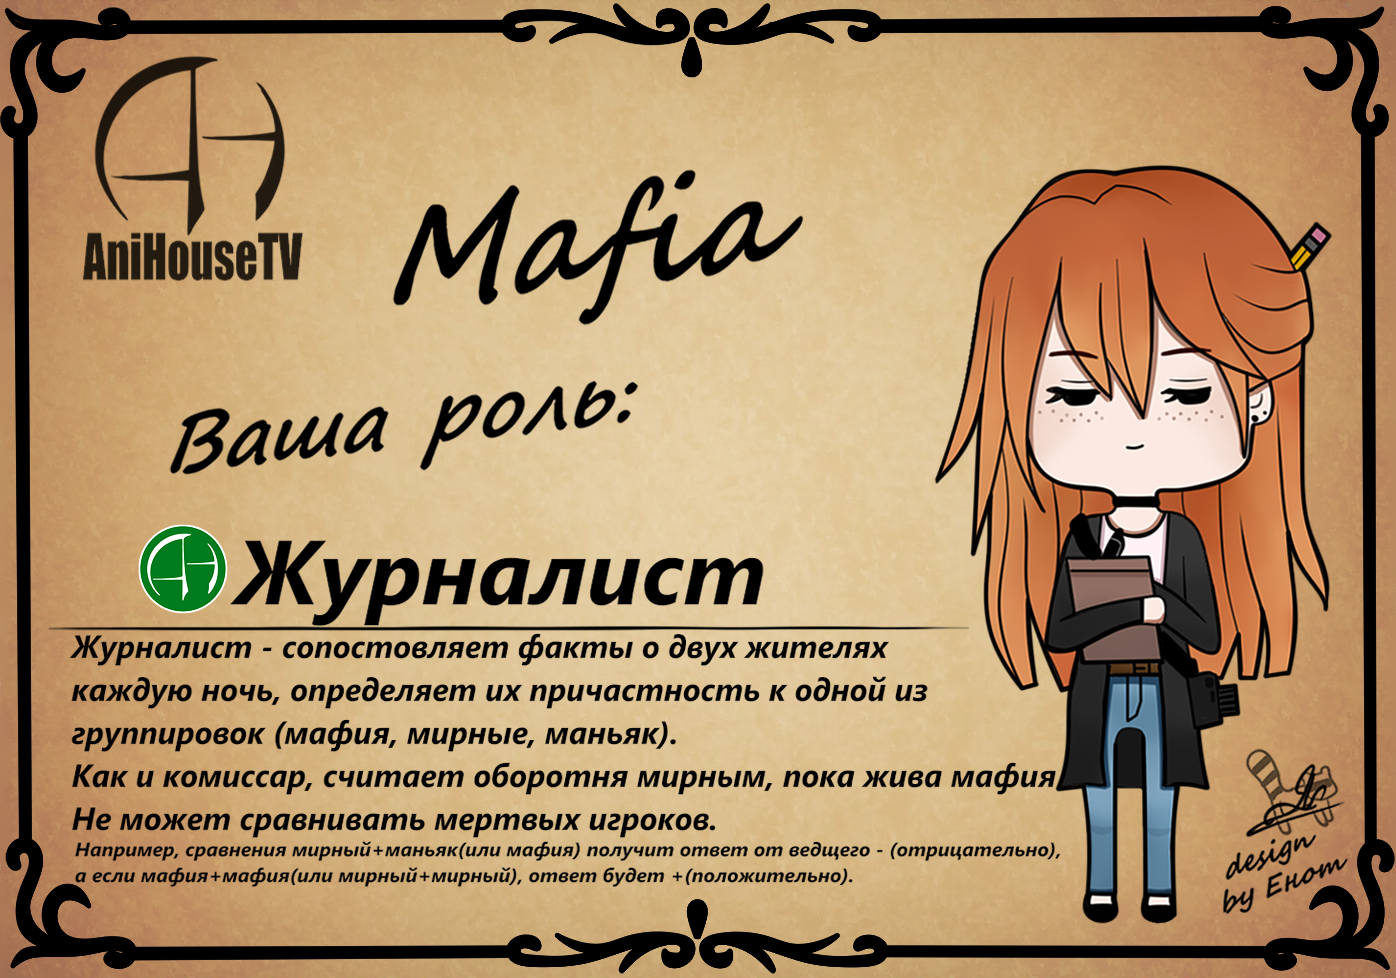 AniHouseTV
Mafia
Ваша роль:
Журналист
Журналист - сопостовляет факты о двух жителях
каждую ночь, определяет их причастность к одной из
группировок (мафия, мирные, маньяк).
Как и комиссар, считает оборотня мирным, пока жива мафия.
Не может сравнивать мертвых игроков.
Например, сравнения мирный+маньяк(или мафия) получит ответ от ведщего - (отрицательно),
а если мафия+мафия(или мирный+мирный), ответ будет +(положительно).
design
by Енот